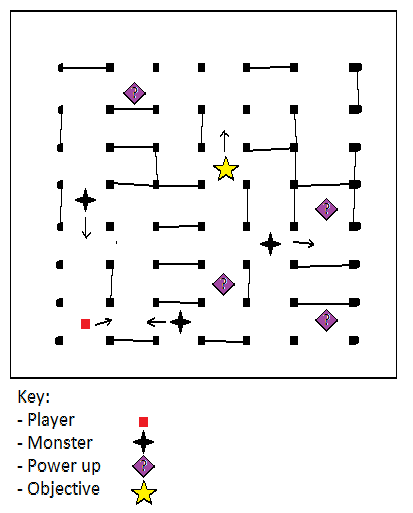 ?
?
?
?
Key:
- Player
- Monster
- Power up
?
- Objective